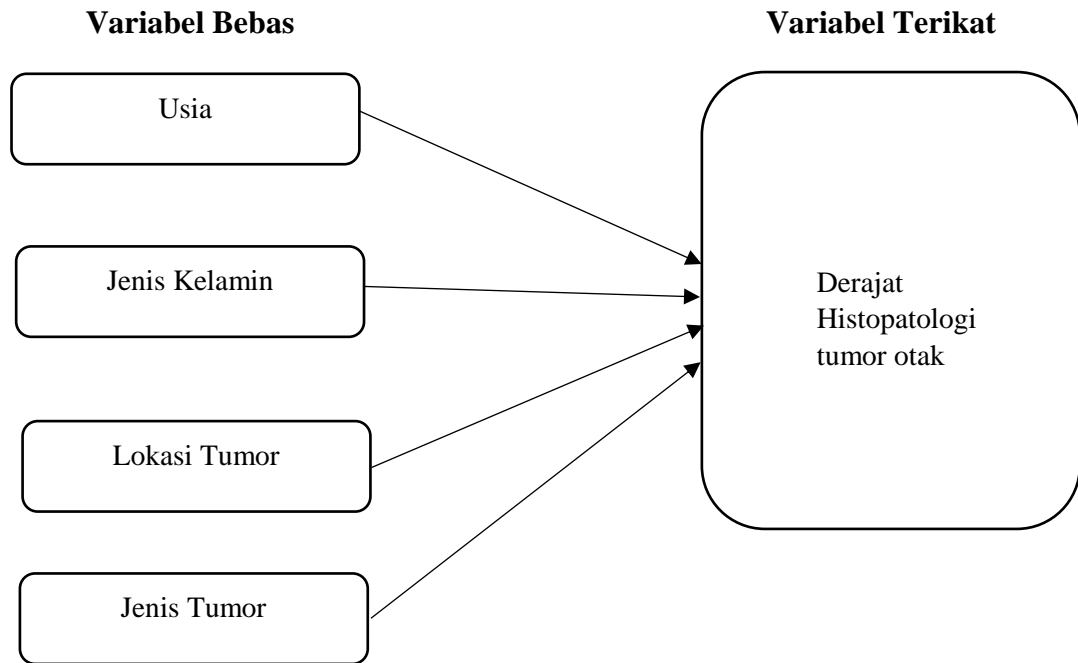 Variabel Bebas
Variabel Terikat
Usia
Jenis Kelamin
Lokasi Tumor
Jenis Tumor
Derajat
Histopatologi
tumor otak